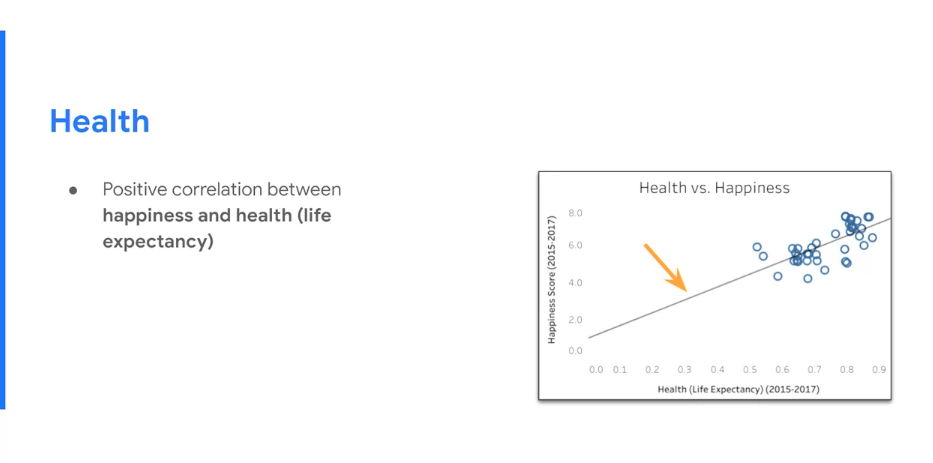 Health
● Positive correlation between
happiness and health (life
expectancy)
Health vs. Happiness
Happiness Score (2015-2017)
8.0
6.0
4.0
2.0
0.0
0.0 0.1 0.2 0.3 0.4 0.5 0.6 0.7 0.8 0.9
Health (Life Expectancy) (2015-2017)